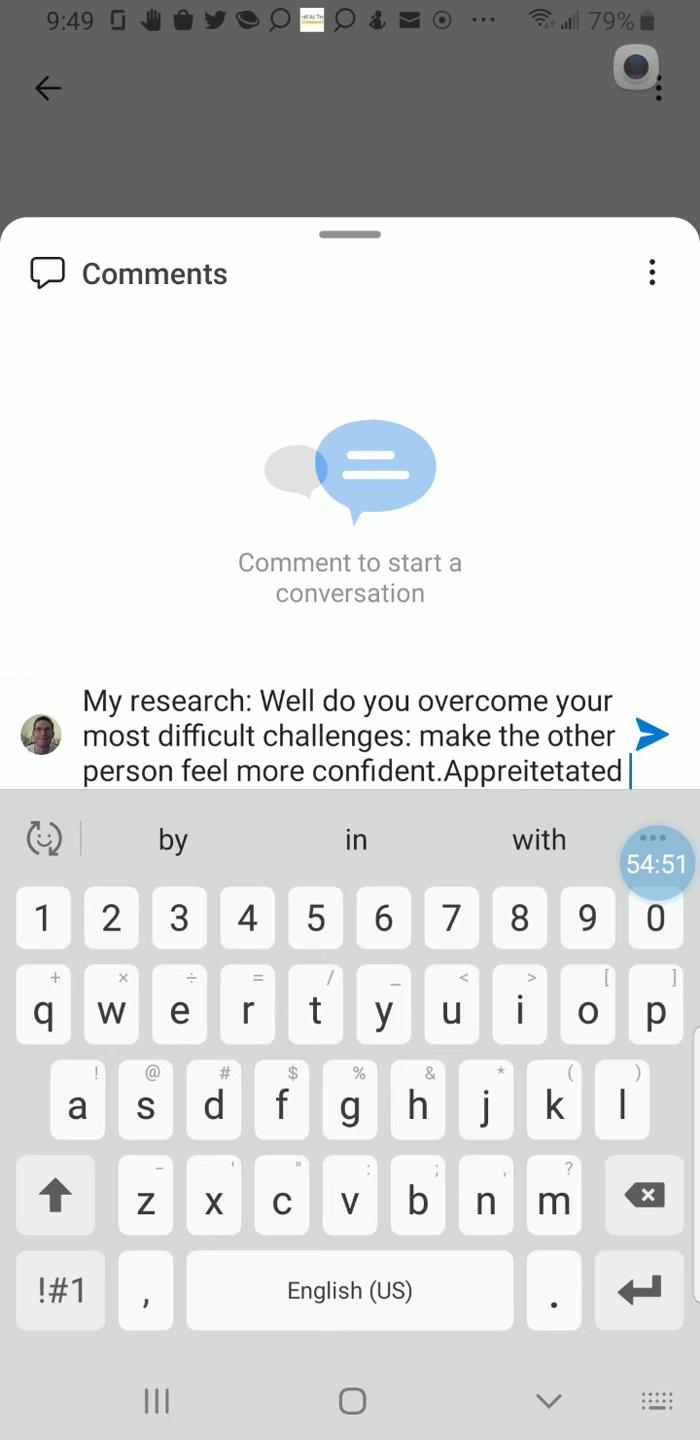 9:49 79%
Comments
Comment to start a
conversation
My research: Well do you overcome your
most difficult challenges: make the other
person feel more confident.Appreitetated
by in with
54:51
1 2 3 4 5 6 7 8 9 0
+ × ÷ = / _ < > [ ]
q w e r t y u i o p
! @ # $ % & * ( )
a s d f g h j k l
- ' " : ; , ?
z x c v b n m
!#1 , English (US) .